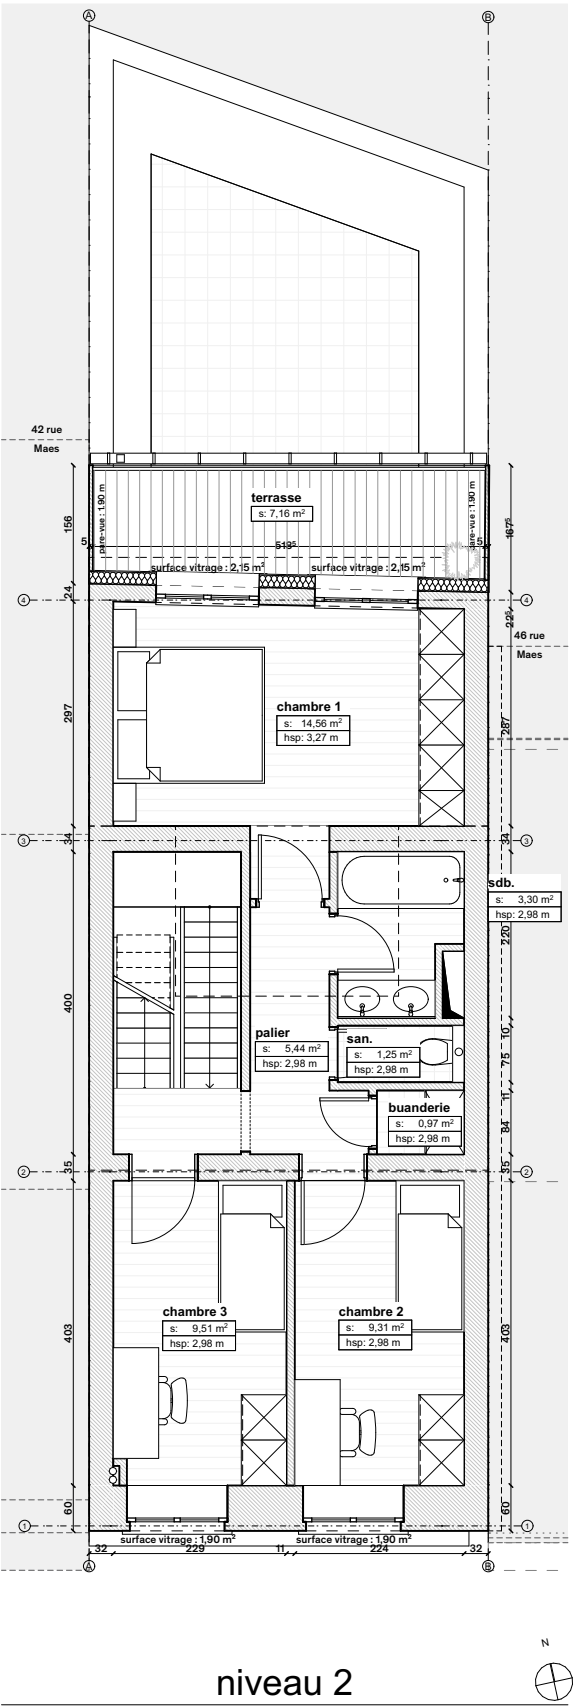 A
B
42 rue
Maes
156
5
pare-vue : 1.90 m
terrasse
s: 7,16 m²
513⁵
pare-vue : 1.90 m
5
167⁵
surface vitrage : 2,15 m²
surface vitrage : 2,15 m²
24
4
4
22⁵
46 rue
Maes
297
chambre 1
s: 14,56 m²
hsp: 3,27 m
287
34
3
3
34
sdb.
s: 3,30 m²
hsp: 2,98 m
220
400
palier
s: 5,44 m²
hsp: 2,98 m
san.
s: 1,25 m²
hsp: 2,98 m
10
75
11
buanderie
s: 0,97 m²
hsp: 2,98 m
84
35
2
2
35
403
chambre 3
s: 9,51 m²
hsp: 2,98 m
chambre 2
s: 9,31 m²
hsp: 2,98 m
403
60
60
1
1
surface vitrage : 1,90 m²
surface vitrage : 1,90 m²
32
229
11
224
32
A
B
N
niveau 2